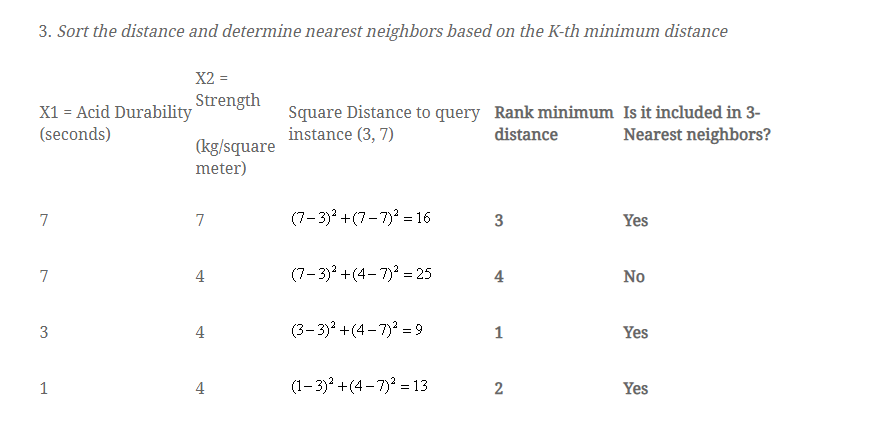 3. Sort the distance and determine nearest neighbors based on the K-th minimum distance
X1 = Acid Durability (seconds)
X2 = Strength
(kg/square meter)
Square Distance to query instance (3, 7)
Rank minimum distance
Is it included in 3-Nearest neighbors?
7 7 (7−3)² +(7−7)² = 16 3 Yes
7 4 (7−3)² +(4−7)² = 25 4 No
3 4 (3−3)² +(4−7)² = 9 1 Yes
1 4 (1−3)² +(4−7)² = 13 2 Yes